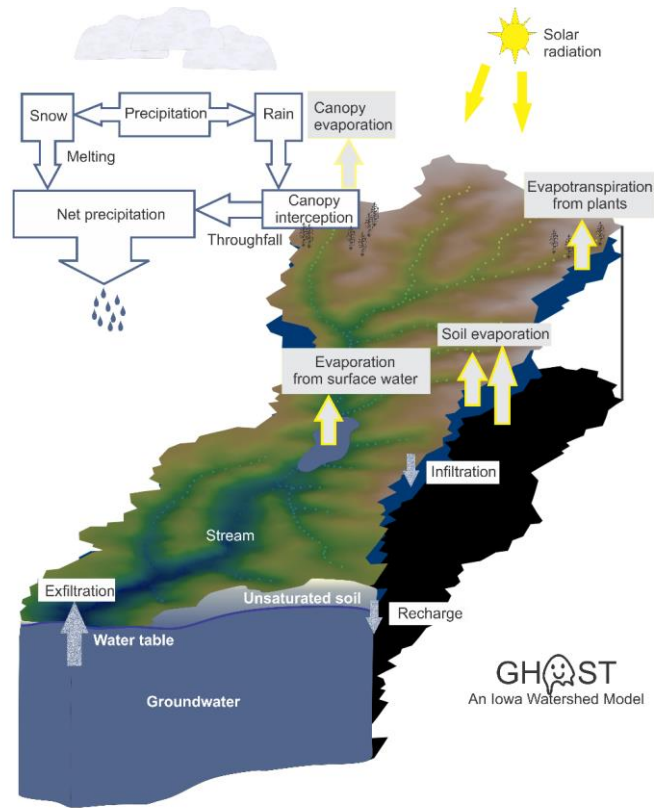 Solar
radiation
Snow
Precipitation
Rain
Canopy
evaporation
Melting
Net precipitation
Canopy
interception
Throughfall
Evapotranspiration
from plants
Soil evaporation
Evaporation
from surface water
Infiltration
Stream
Exfiltration
Unsaturated soil
Recharge
Water table
Groundwater
GHOST
An Iowa Watershed Model